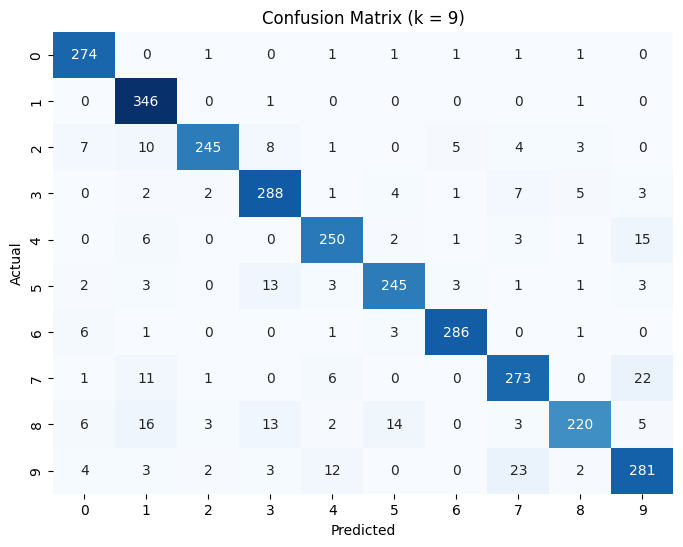 Confusion Matrix (k = 9)
0 274 0 1 0 1 1 1 1 1 0
1 0 346 0 1 0 0 0 0 1 0
2 7 10 245 8 1 0 5 4 3 0
3 0 2 2 288 1 4 1 7 5 3
4 0 6 0 0 250 2 1 3 1 15
Actual
5 2 3 0 13 3 245 3 1 1 3
6 6 1 0 0 1 3 286 0 1 0
7 1 11 1 0 6 0 0 273 0 22
8 6 16 3 13 2 14 0 3 220 5
9 4 3 2 3 12 0 0 23 2 281
0 1 2 3 4 5 6 7 8 9
Predicted